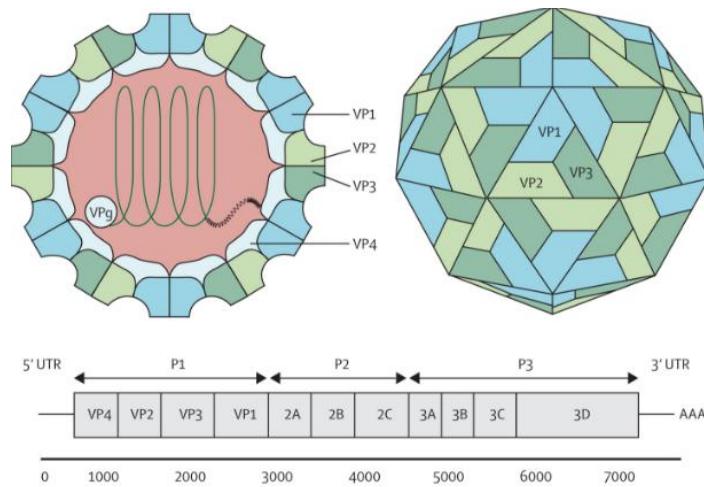 VP1
VP2
VP3
VPg
VP4
VP1
VP3
VP2
5' UTR P1 P2 P3 3' UTR
VP4 VP2 VP3 VP1 2A 2B 2C 3A 3B 3C 3D AAA
0 1000 2000 3000 4000 5000 6000 7000